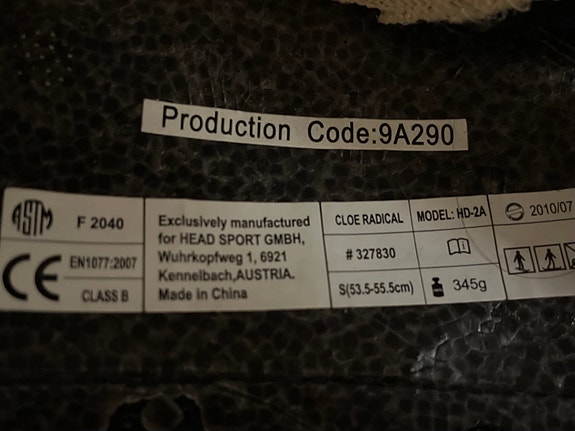 Production Code:9A290
ASTM F 2040
CE EN1077:2007
CLASS B
Exclusively manufactured
for HEAD SPORT GMBH,
Wuhrkopfweg 1, 6921
Kennelbach,AUSTRIA.
Made in China
CLOE RADICAL
# 327830
S(53.5-55.5cm)
MODEL: HD-2A
345g
2010/07